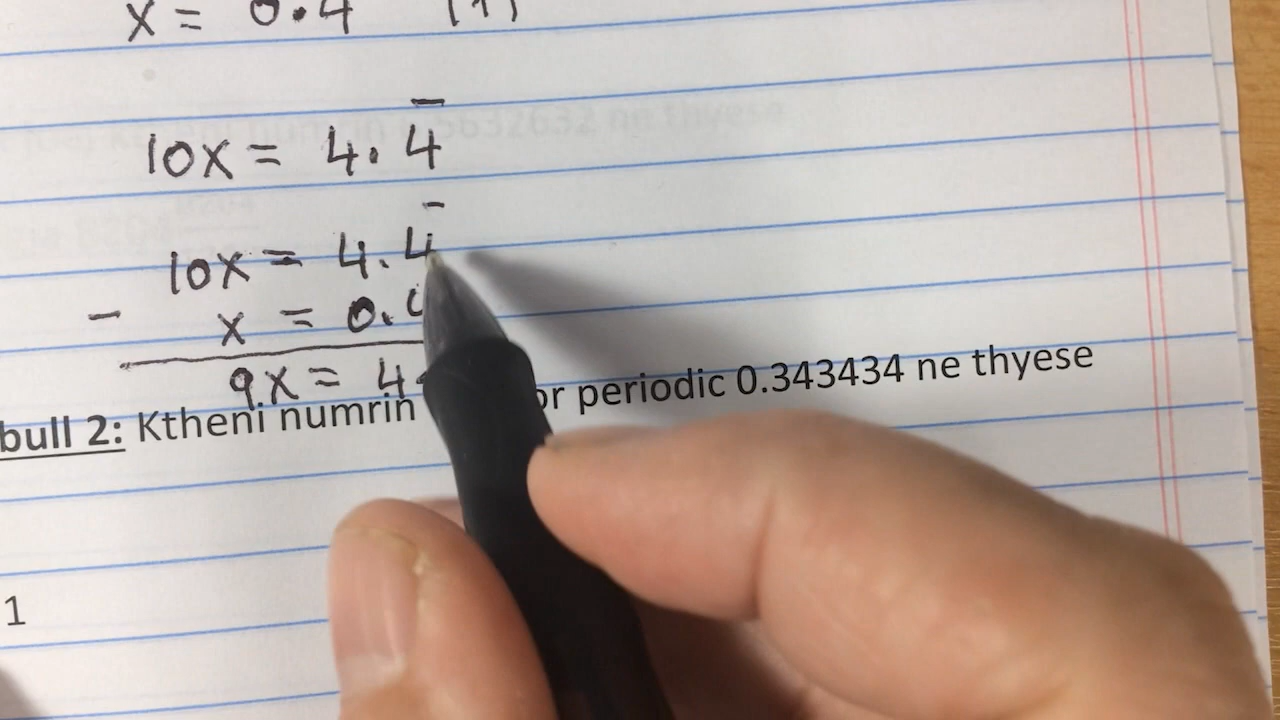 x = 0.4 (1)
10x = 4.4̅
10x = 4.4̅
- x = 0.
9x = 4
bull 2: Ktheni numrin or periodic 0.343434 ne thyese
1